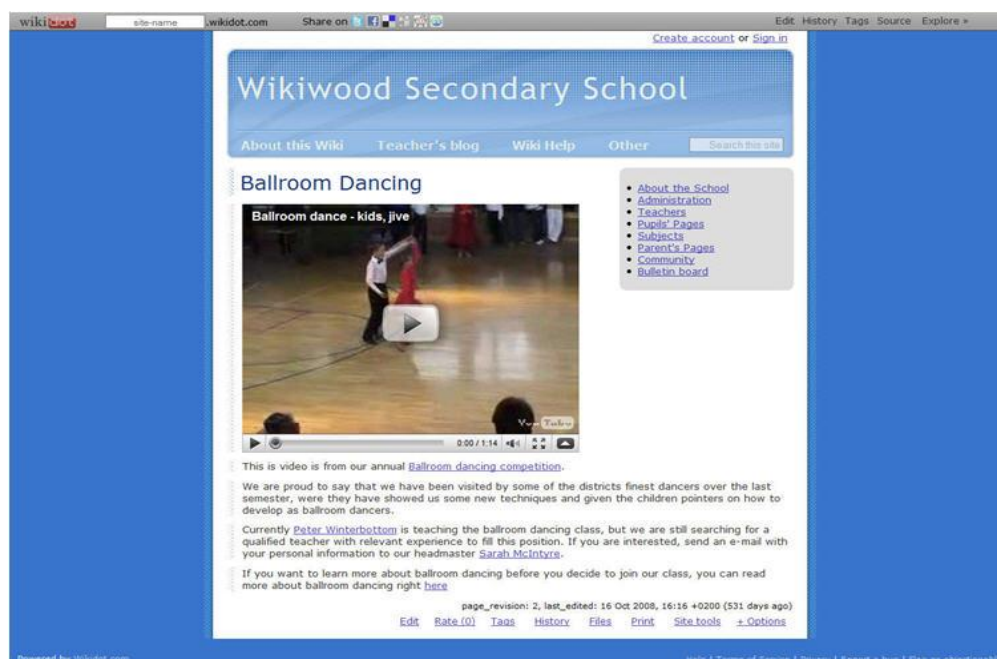 wikidot site-name .wikidot.com Share on Edit History Tags Source Explore »
Create account or Sign in
Wikiwood Secondary School
About this Wiki Teacher's blog Wiki Help Other Search this site
Ballroom Dancing
Ballroom dance - kids, jive
0:00 / 1:14
About the School
Administration
Teachers
Pupils' Pages
Subjects
Parent's Pages
Community
Bulletin board
This is video is from our annual Ballroom dancing competition.
We are proud to say that we have been visited by some of the districts finest dancers over the last
semester, were they have showed us some new techniques and given the children pointers on how to
develop as ballroom dancers.
Currently Peter Winterbottom is teaching the ballroom dancing class, but we are still searching for a
qualified teacher with relevant experience to fill this position. If you are interested, send an e-mail with
your personal information to our headmaster Sarah McIntyre.
If you want to learn more about ballroom dancing before you decide to join our class, you can read
more about ballroom dancing right here
page_revision: 2, last_edited: 16 Oct 2008, 16:16 +0200 (531 days ago)
Edit Rate (0) Tags History Files Print Site tools + Options
Powered by Wikidot.com